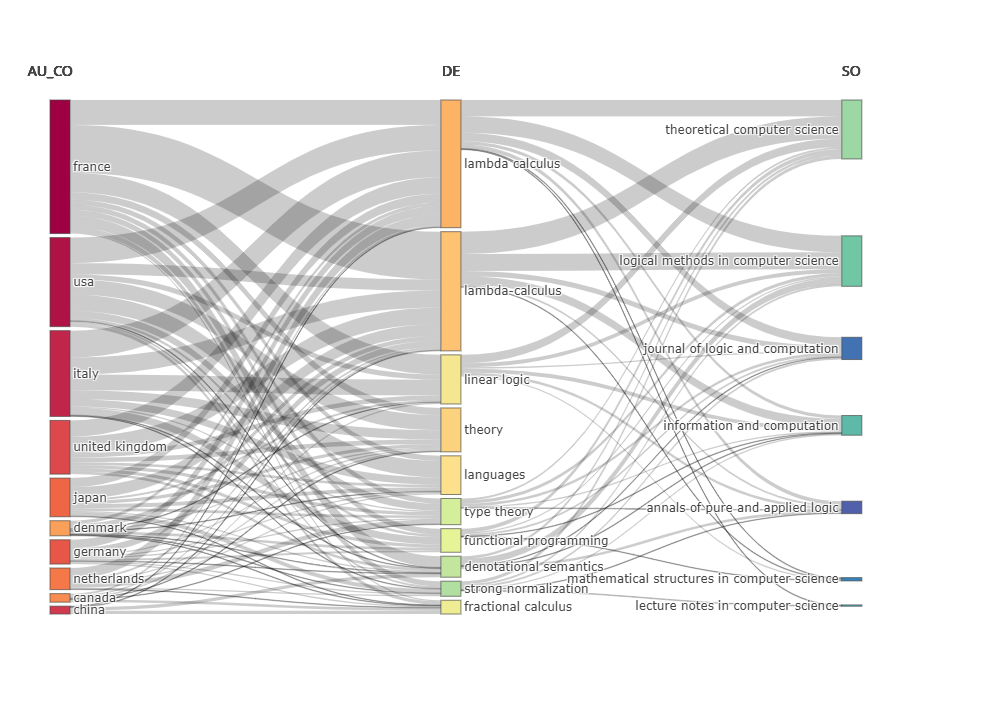 AU_CO
DE
SO
france
usa
italy
united kingdom
japan
denmark
germany
netherlands
canada
china
lambda calculus
lambda-calculus
linear logic
theory
languages
type theory
functional programming
denotational semantics
strong normalization
fractional calculus
theoretical computer science
logical methods in computer science
journal of logic and computation
information and computation
annals of pure and applied logic
mathematical structures in computer science
lecture notes in computer science